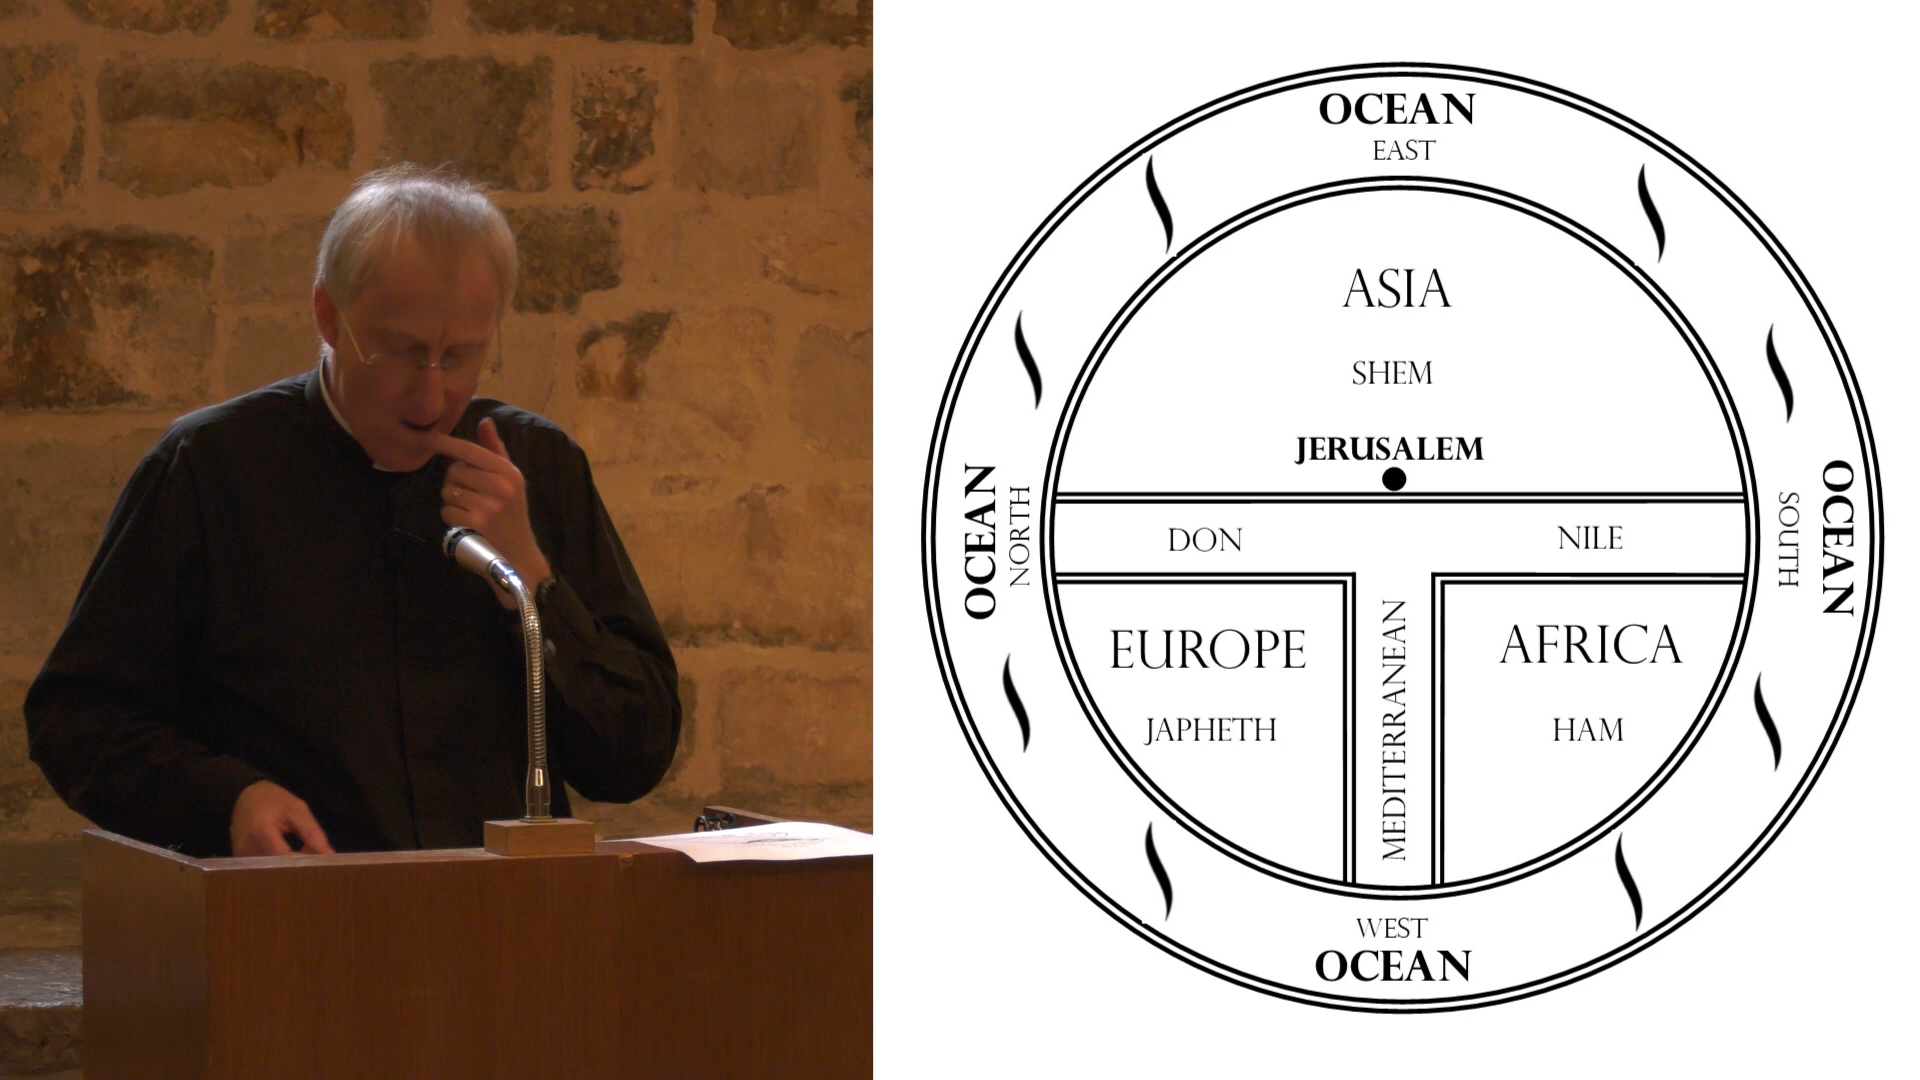 OCEAN
EAST
ASIA
SHEM
JERUSALEM
OCEAN
NORTH
DON
NILE
SOUTH
OCEAN
EUROPE
JAPHETH
MEDITERRANEAN
AFRICA
HAM
WEST
OCEAN